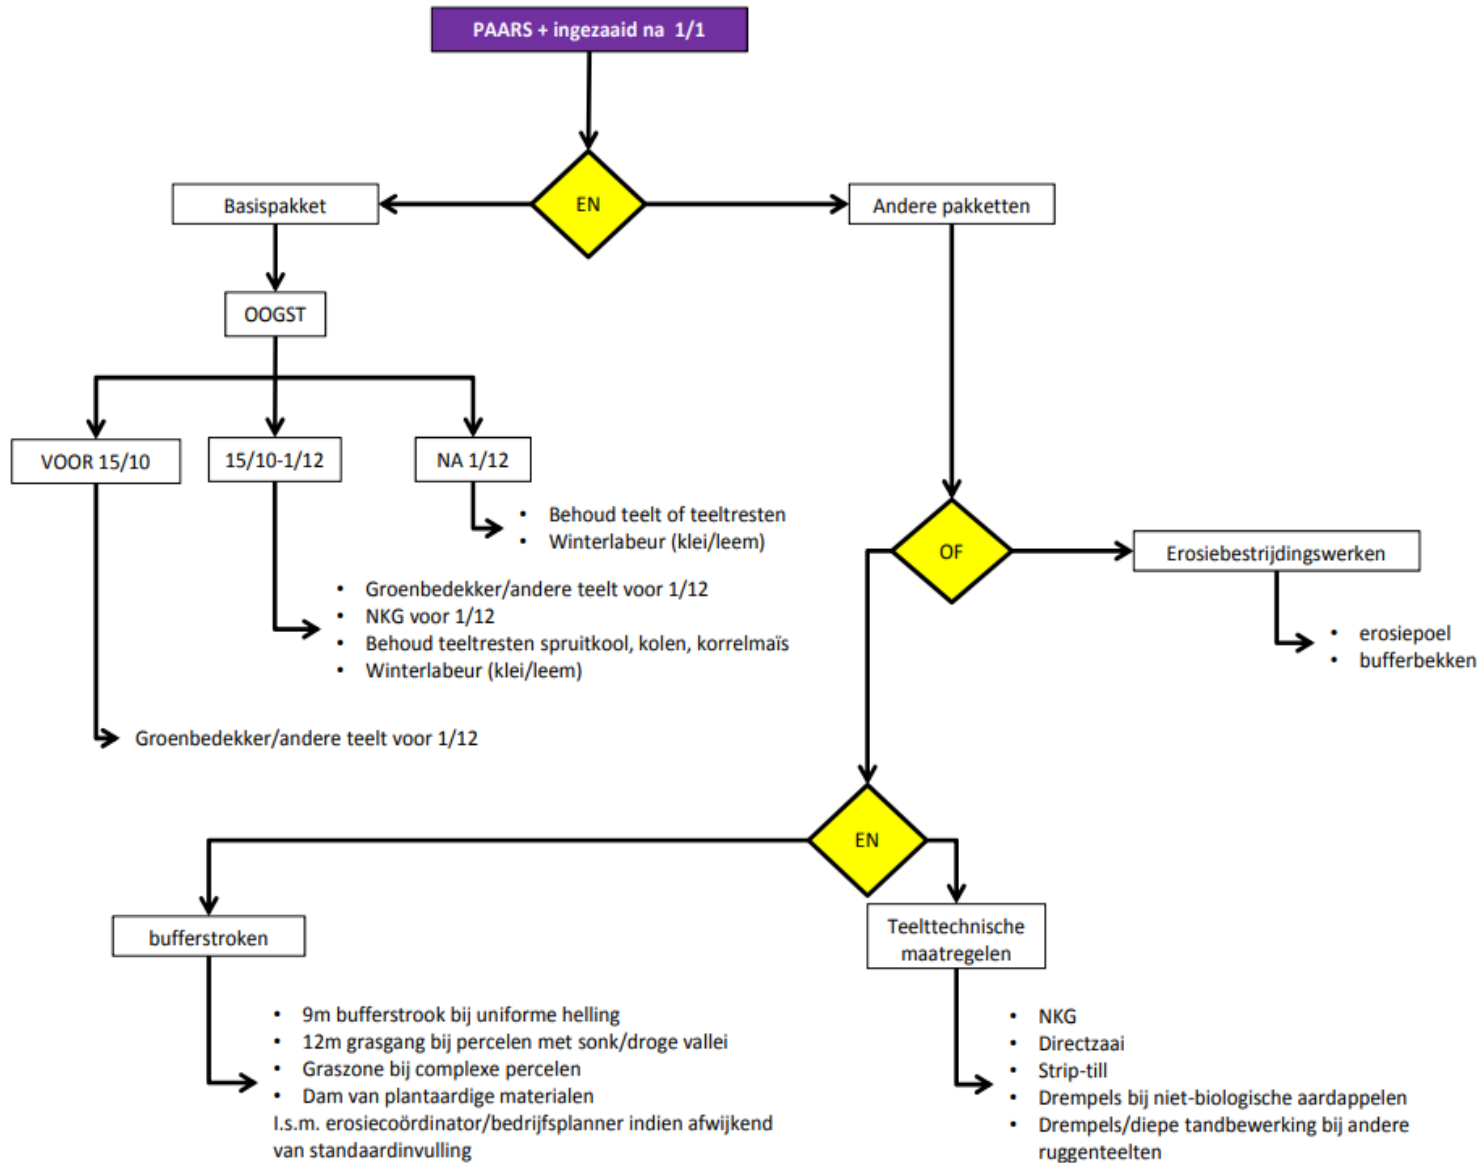 PAARS + ingezaaid na 1/1
EN
Basispakket
Andere pakketten
OOGST
VOOR 15/10
15/10-1/12
NA 1/12
• Behoud teelt of teeltresten
• Winterlabeur (klei/leem)
OF
Erosiebestrijdingswerken
• Groenbedekker/andere teelt voor 1/12
• NKG voor 1/12
• Behoud teeltresten spruitkool, kolen, korrelmaïs
• Winterlabeur (klei/leem)
• erosiepoel
• bufferbekken
Groenbedekker/andere teelt voor 1/12
EN
bufferstroken
Teelttechnische
maatregelen
• 9m bufferstrook bij uniforme helling
• 12m grasgang bij percelen met sonk/droge vallei
• Graszone bij complexe percelen
• Dam van plantaardige materialen
I.s.m. erosiecoördinator/bedrijfsplanner indien afwijkend
van standaardinvulling
• NKG
• Directzaai
• Strip-till
• Drempels bij niet-biologische aardappelen
• Drempels/diepe tandbewerking bij andere
ruggenteelten